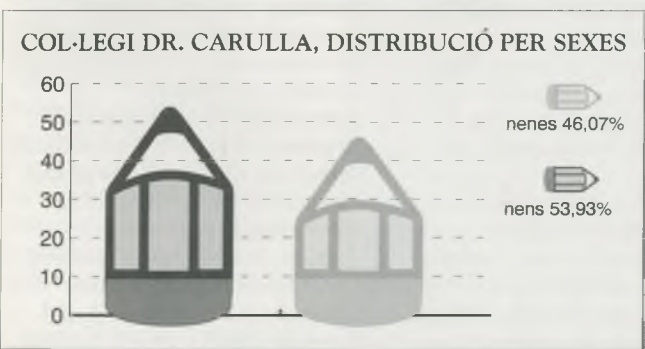 COL·LEGI DR. CARULLA, DISTRIBUCIÓ PER SEXES
60
50
40
30
20
10
0
nenes 46,07%
nens 53,93%